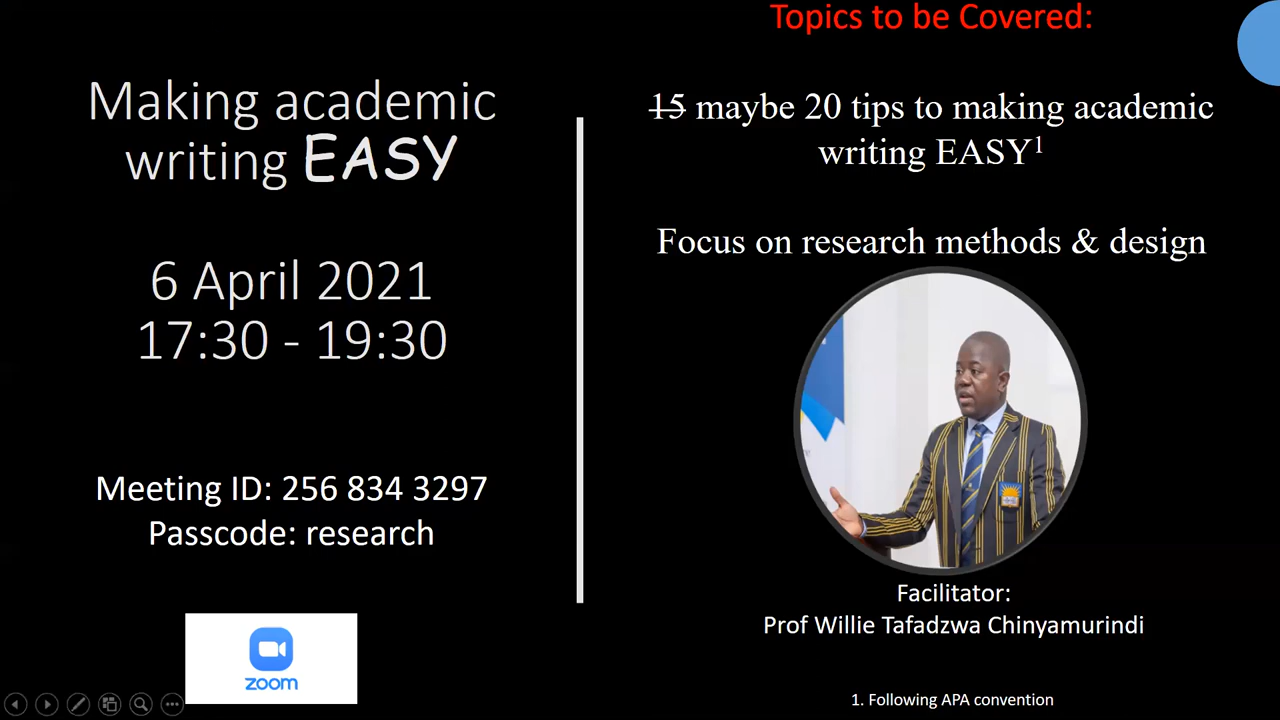 Making academic
writing EASY
6 April 2021
17:30 - 19:30
Meeting ID: 256 834 3297
Passcode: research
zoom
Topics to be Covered:
15 maybe 20 tips to making academic
writing EASY1
Focus on research methods & design
Facilitator:
Prof Willie Tafadzwa Chinyamurindi
1. Following APA convention